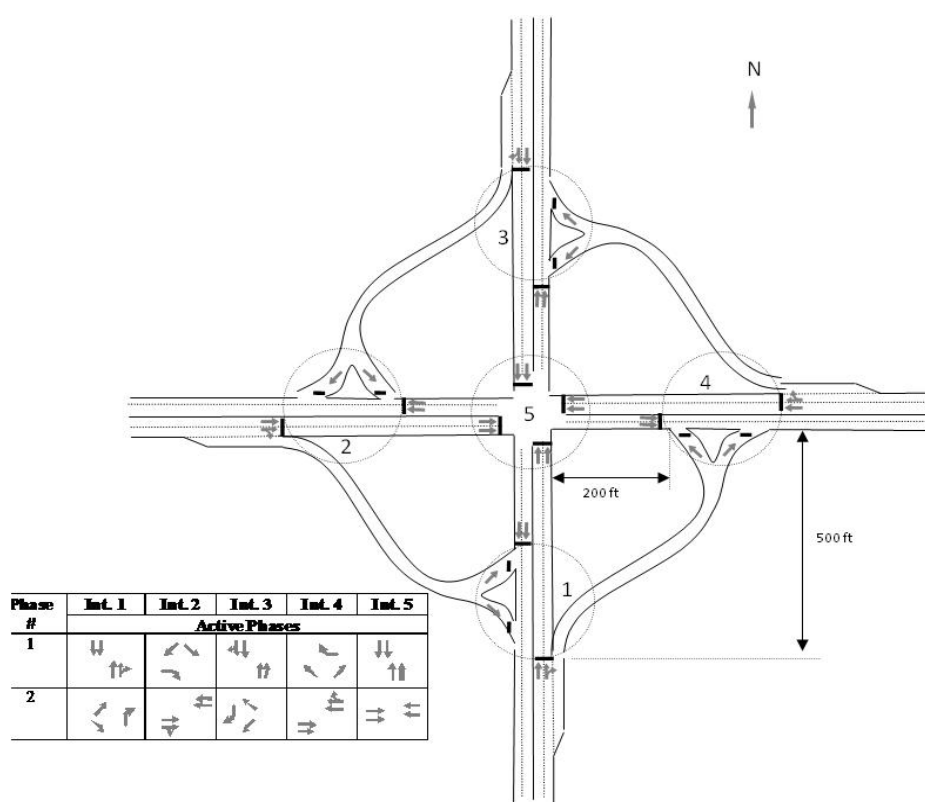 N
3
4
5
2
200 ft
500 ft
1
Phase # Int. 1 Int. 2 Int. 3 Int. 4 Int. 5
Active Phases
1
2